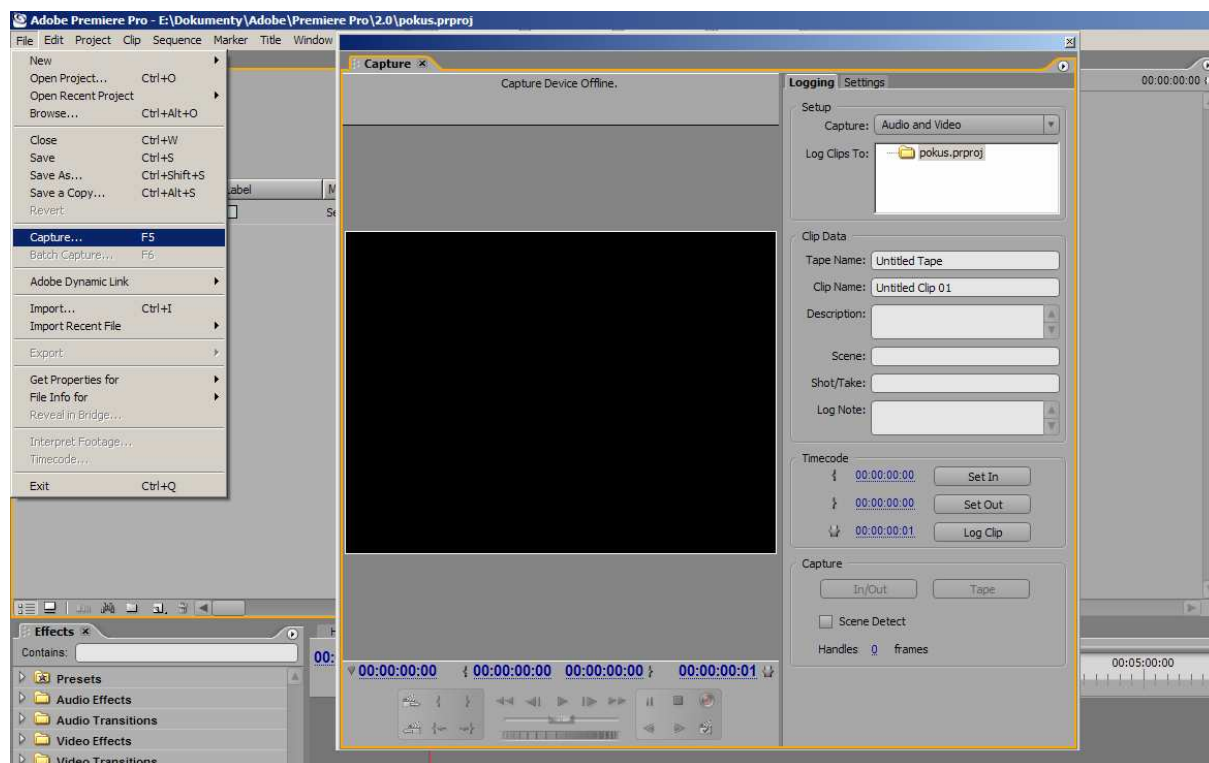 Adobe Premiere Pro - E:\Dokumenty\Adobe\Premiere Pro\2.0\pokus.prproj
File Edit Project Clip Sequence Marker Title Window
New
Open Project... Ctrl+O
Open Recent Project
Browse... Ctrl+Alt+O
Close Ctrl+W
Save Ctrl+S
Save As... Ctrl+Shift+S
Save a Copy... Ctrl+Alt+S
Revert
Capture... F5
Batch Capture... F6
Adobe Dynamic Link
Import... Ctrl+I
Import Recent File
Export
Get Properties for
File Info for
Reveal in Bridge...
Interpret Footage...
Timecode...
Exit Ctrl+Q
Label
Capture
Capture Device Offline.
00:00:00:00 00:00:00:00 00:00:00:00 00:00:00:01
Logging Settings
Setup
Capture: Audio and Video
Log Clips To: pokus.prproj
Clip Data
Tape Name: Untitled Tape
Clip Name: Untitled Clip 01
Description:
Scene:
Shot/Take:
Log Note:
Timecode
00:00:00:00 Set In
00:00:00:00 Set Out
00:00:00:01 Log Clip
Capture
In/Out Tape
Scene Detect
Handles 0 frames
00:00:00:00
Effects
Contains:
Presets
Audio Effects
Audio Transitions
Video Effects
Video Transitions
00:
00:05:00:00